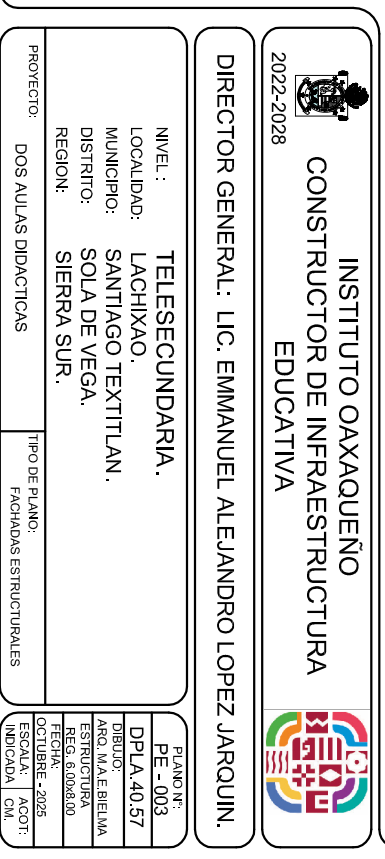 2022-2028
INSTITUTO OAXAQUEÑO
CONSTRUCTOR DE INFRAESTRUCTURA
EDUCATIVA
DIRECTOR GENERAL: LIC. EMMANUEL ALEJANDRO LOPEZ JARQUIN.
NIVEL : TELESECUNDARIA.
LOCALIDAD: LACHIXAO.
MUNICIPIO: SANTIAGO TEXTITLAN.
DISTRITO: SOLA DE VEGA.
REGION: SIERRA SUR.
PROYECTO:
DOS AULAS DIDACTICAS
TIPO DE PLANO:
FACHADAS ESTRUCTURALES
PLANO Nº:
PE - 003
DPLA.40.57
DIBUJO:
ARQ. M.A.E.BIELMA
ESTRUCTURA
REG. 6.00x8.00
FECHA:
OCTUBRE - 2025
ESCALA: ACOT:
INDICADA CM.